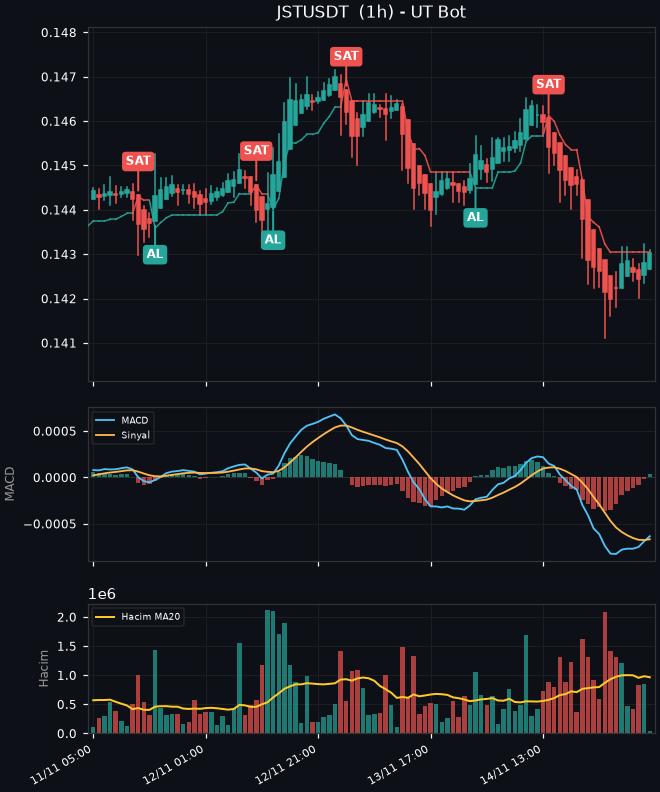 JSTUSDT (1h) - UT Bot
0.148
0.147
0.146
0.145
0.144
0.143
0.142
0.141
SAT
SAT
SAT
SAT
AL
AL
AL
MACD
Sinyal
0.0005
0.0000
−0.0005
MACD
1e6
Hacim MA20
2.0
1.5
1.0
0.5
0.0
Hacim
11/11 05:00
12/11 01:00
12/11 21:00
13/11 17:00
14/11 13:00